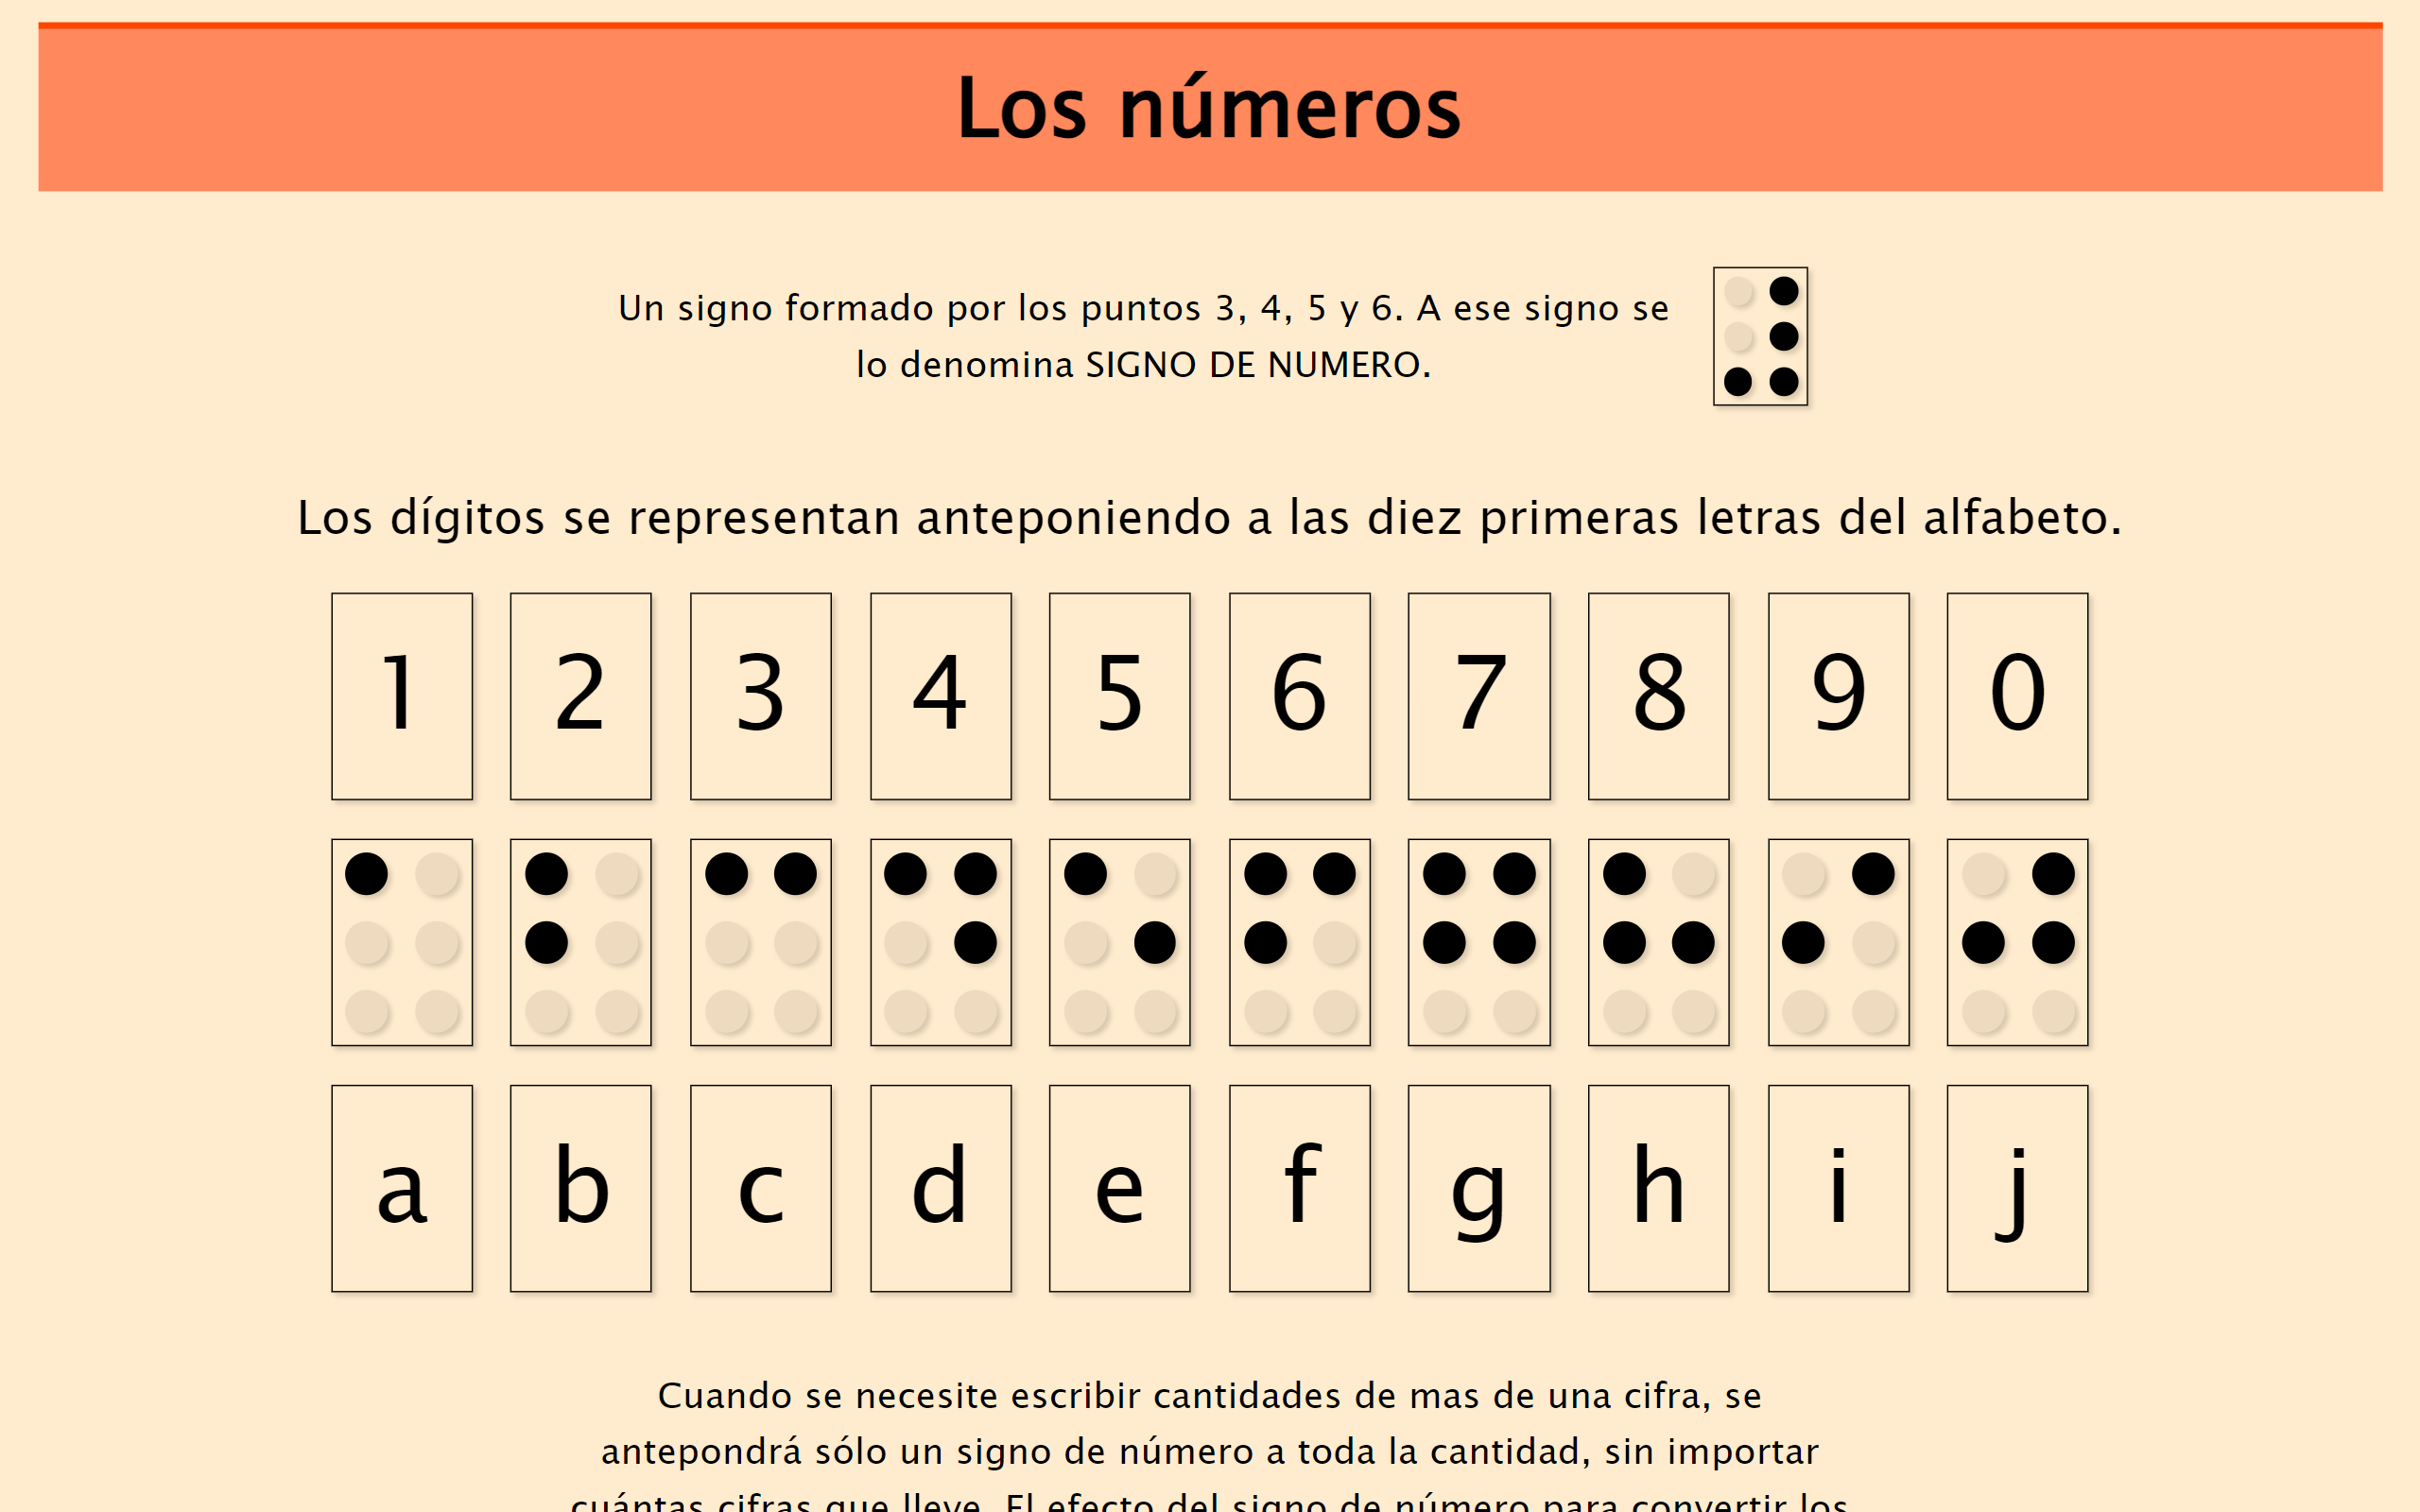 Los números
Un signo formado por los puntos 3, 4, 5 y 6. A ese signo se
lo denomina SIGNO DE NUMERO.
Los dígitos se representan anteponiendo a las diez primeras letras del alfabeto.
1 2 3 4 5 6 7 8 9 0
a b c d e f g h i j
Cuando se necesite escribir cantidades de mas de una cifra, se
antepondrá sólo un signo de número a toda la cantidad, sin importar
cuántas cifras que lleve. El efecto del signo de número para convertir los